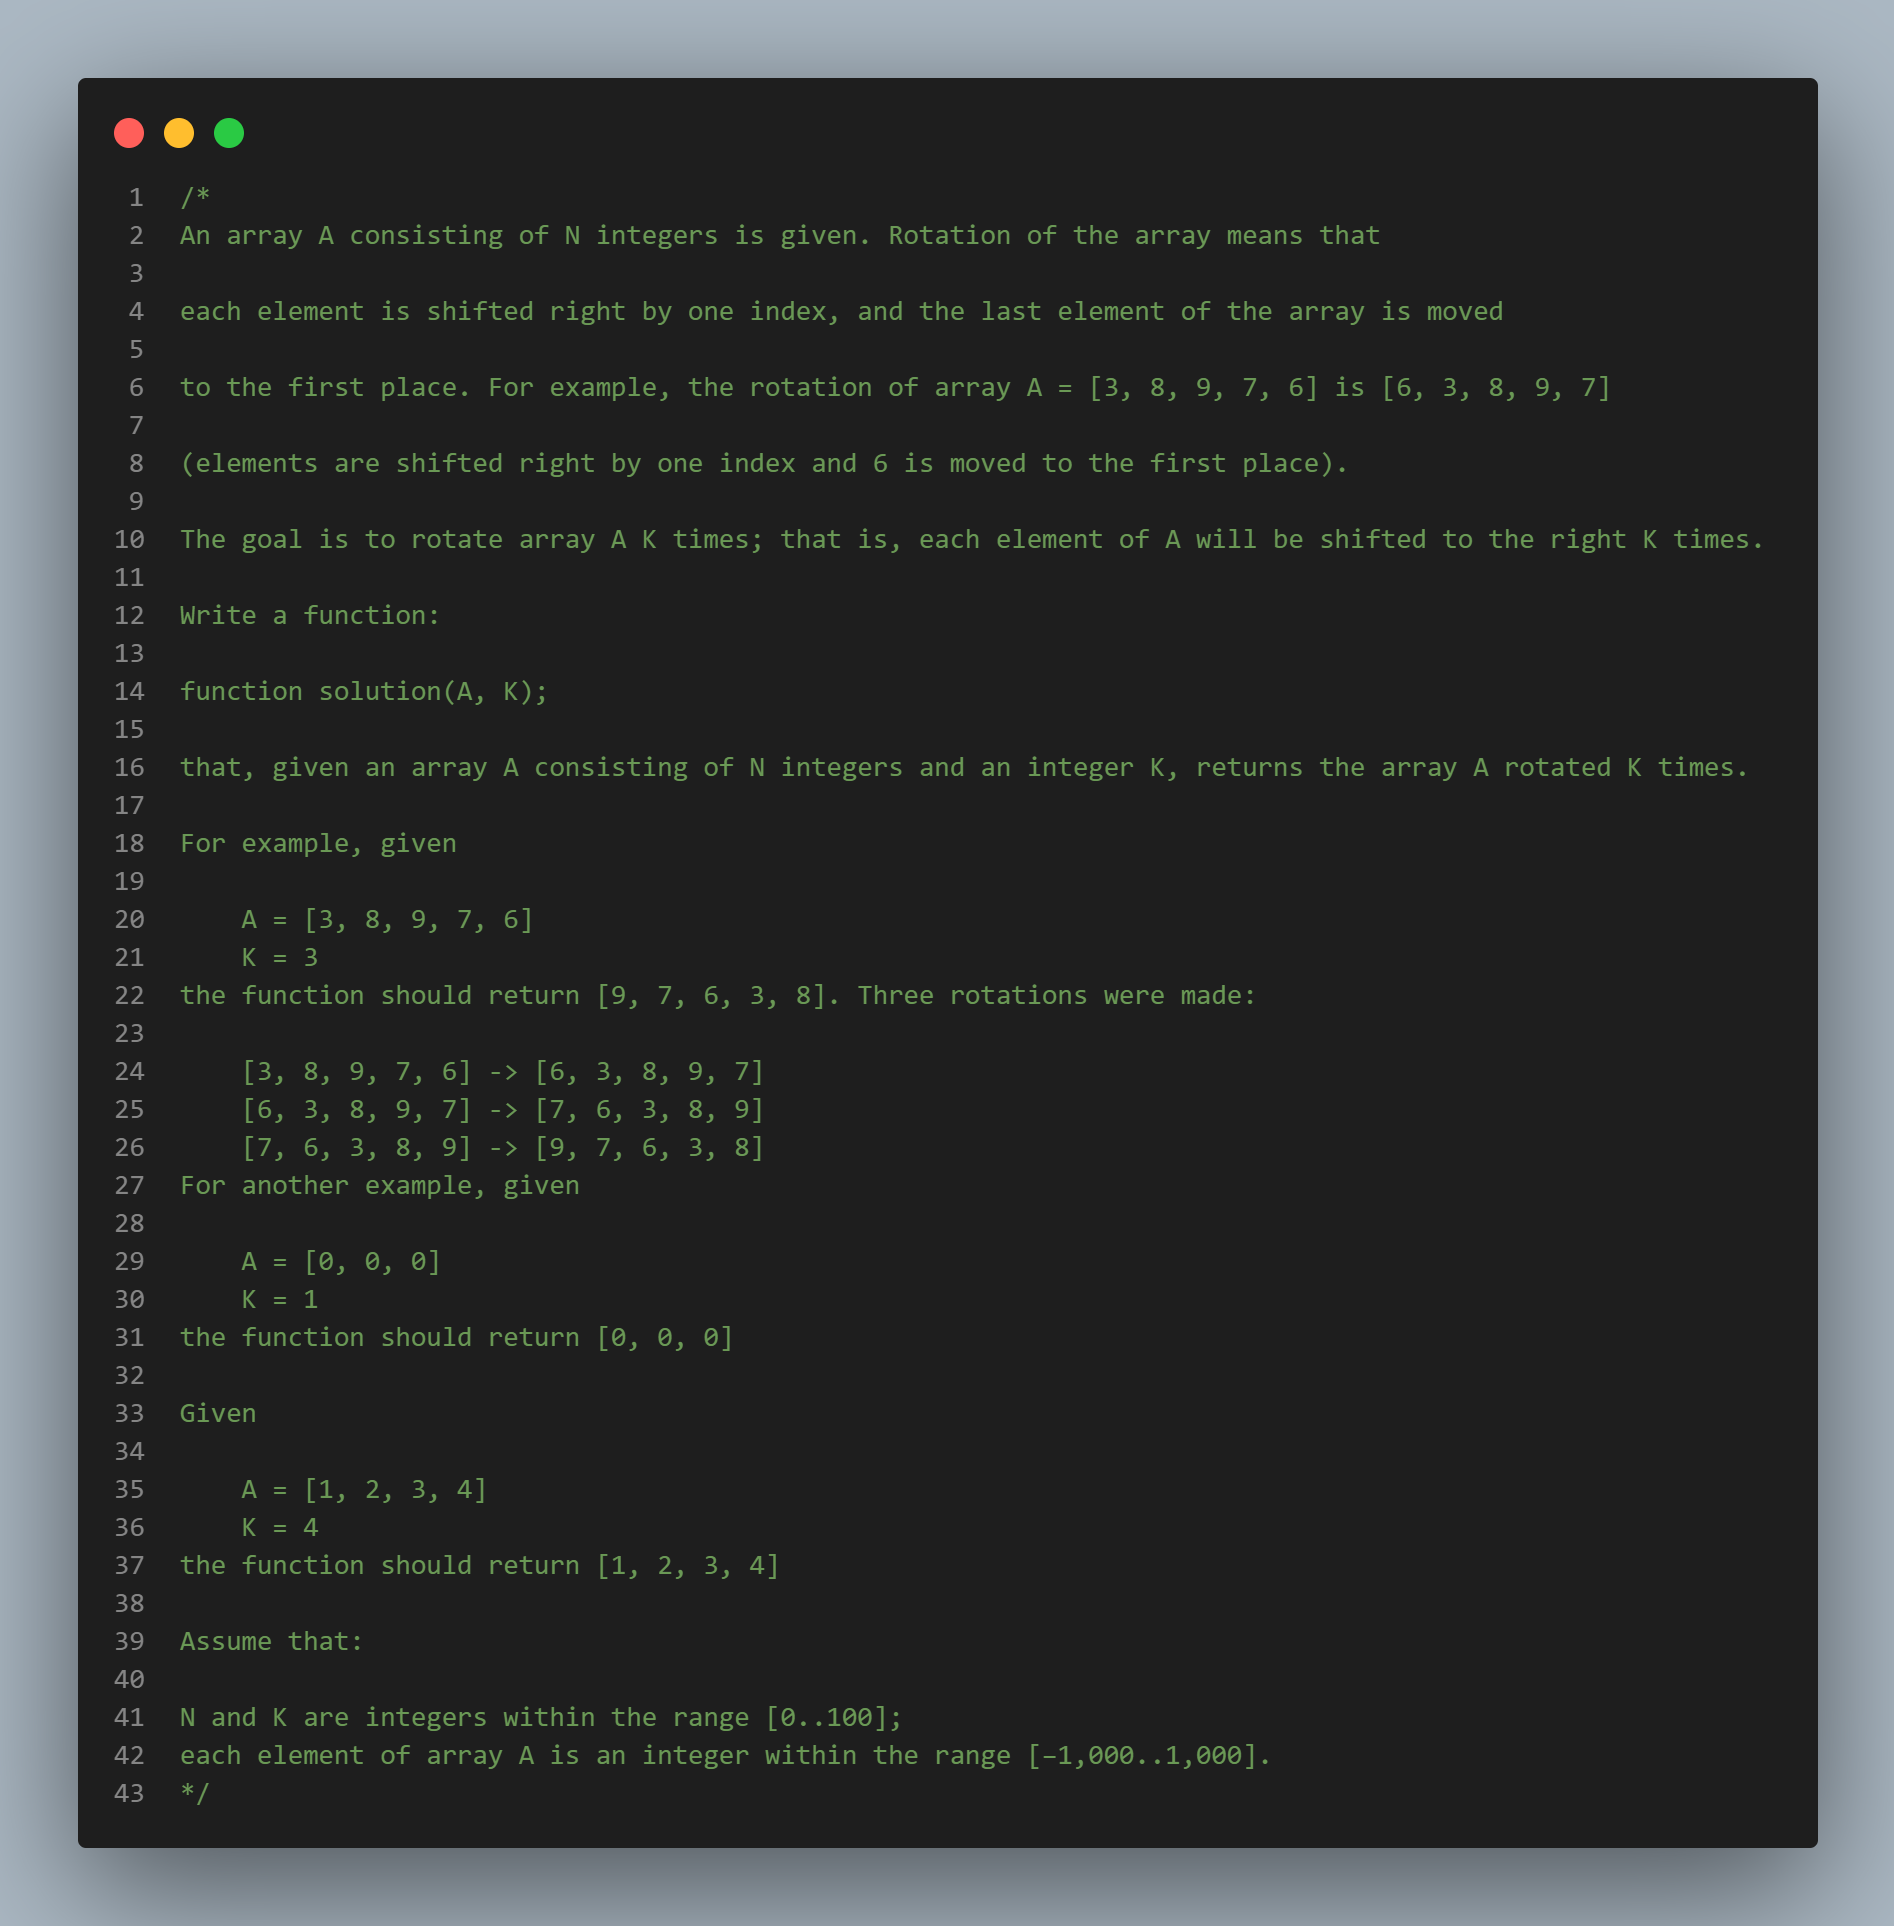 1 /*
2 An array A consisting of N integers is given. Rotation of the array means that
3
4 each element is shifted right by one index, and the last element of the array is moved
5
6 to the first place. For example, the rotation of array A = [3, 8, 9, 7, 6] is [6, 3, 8, 9, 7]
7
8 (elements are shifted right by one index and 6 is moved to the first place).
9
10 The goal is to rotate array A K times; that is, each element of A will be shifted to the right K times.
11
12 Write a function:
13
14 function solution(A, K);
15
16 that, given an array A consisting of N integers and an integer K, returns the array A rotated K times.
17
18 For example, given
19
20     A = [3, 8, 9, 7, 6]
21     K = 3
22 the function should return [9, 7, 6, 3, 8]. Three rotations were made:
23
24     [3, 8, 9, 7, 6] -> [6, 3, 8, 9, 7]
25     [6, 3, 8, 9, 7] -> [7, 6, 3, 8, 9]
26     [7, 6, 3, 8, 9] -> [9, 7, 6, 3, 8]
27 For another example, given
28
29     A = [0, 0, 0]
30     K = 1
31 the function should return [0, 0, 0]
32
33 Given
34
35     A = [1, 2, 3, 4]
36     K = 4
37 the function should return [1, 2, 3, 4]
38
39 Assume that:
40
41 N and K are integers within the range [0..100];
42 each element of array A is an integer within the range [−1,000..1,000].
43 */